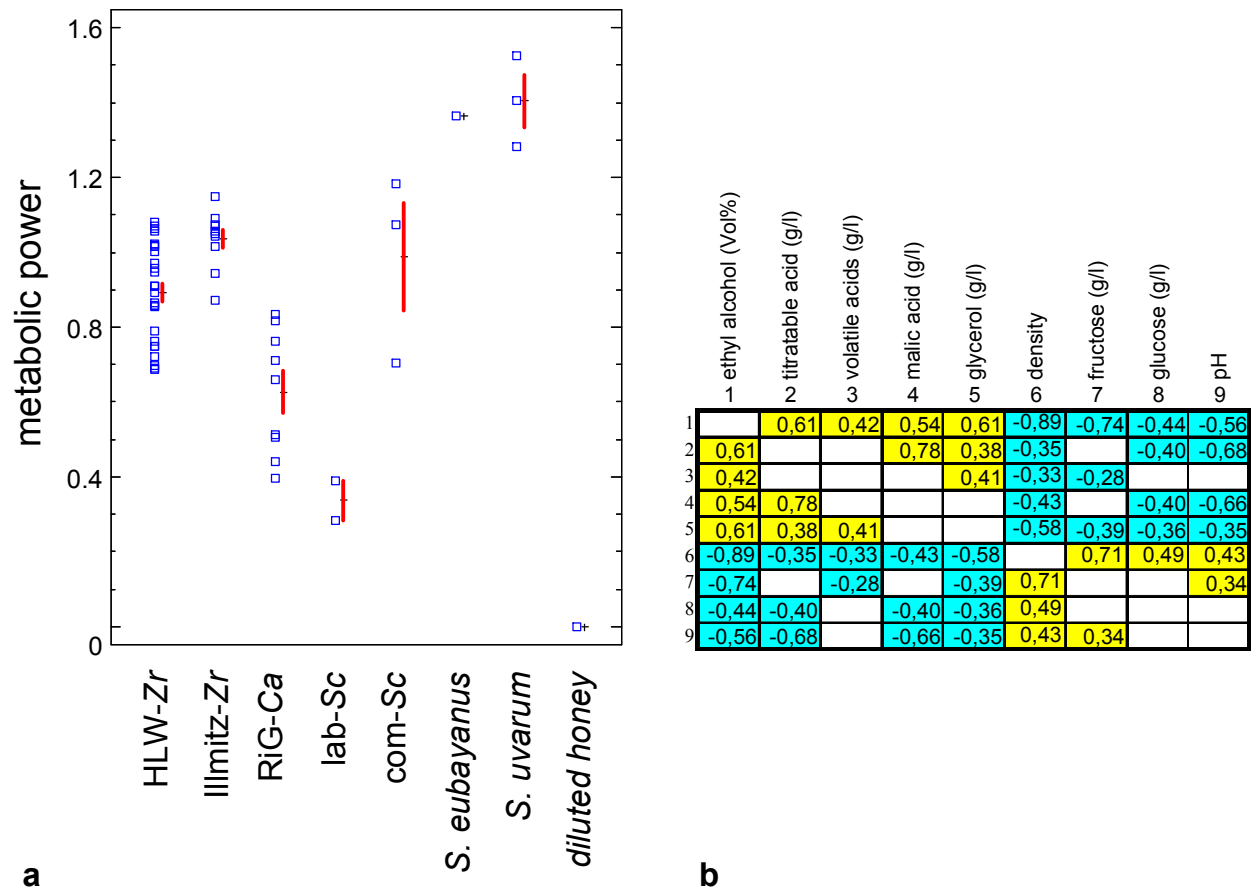 metabolic power
1.6
1.2
0.8
0.4
0
HLW-Zr
Illmitz-Zr
RiG-Ca
lab-Sc
com-Sc
S. eubayanus
S. uvarum
diluted honey
a
ethyl alcohol (Vol%)
titratable acid (g/l)
volatile acids (g/l)
malic acid (g/l)
glycerol (g/l)
density
fructose (g/l)
glucose (g/l)
pH
1 2 3 4 5 6 7 8 9
1 0,61 0,42 0,54 0,61 -0,89 -0,74 -0,44 -0,56
2 0,61 0,78 0,38 -0,35 -0,40 -0,68
3 0,42 0,41 -0,33 -0,28
4 0,54 0,78 -0,43 -0,40 -0,66
5 0,61 0,38 0,41 -0,58 -0,39 -0,36 -0,35
6 -0,89 -0,35 -0,33 -0,43 -0,58 0,71 0,49 0,43
7 -0,74 -0,28 -0,39 0,71 0,34
8 -0,44 -0,40 -0,40 -0,36 0,49
9 -0,56 -0,68 -0,66 -0,35 0,43 0,34
b